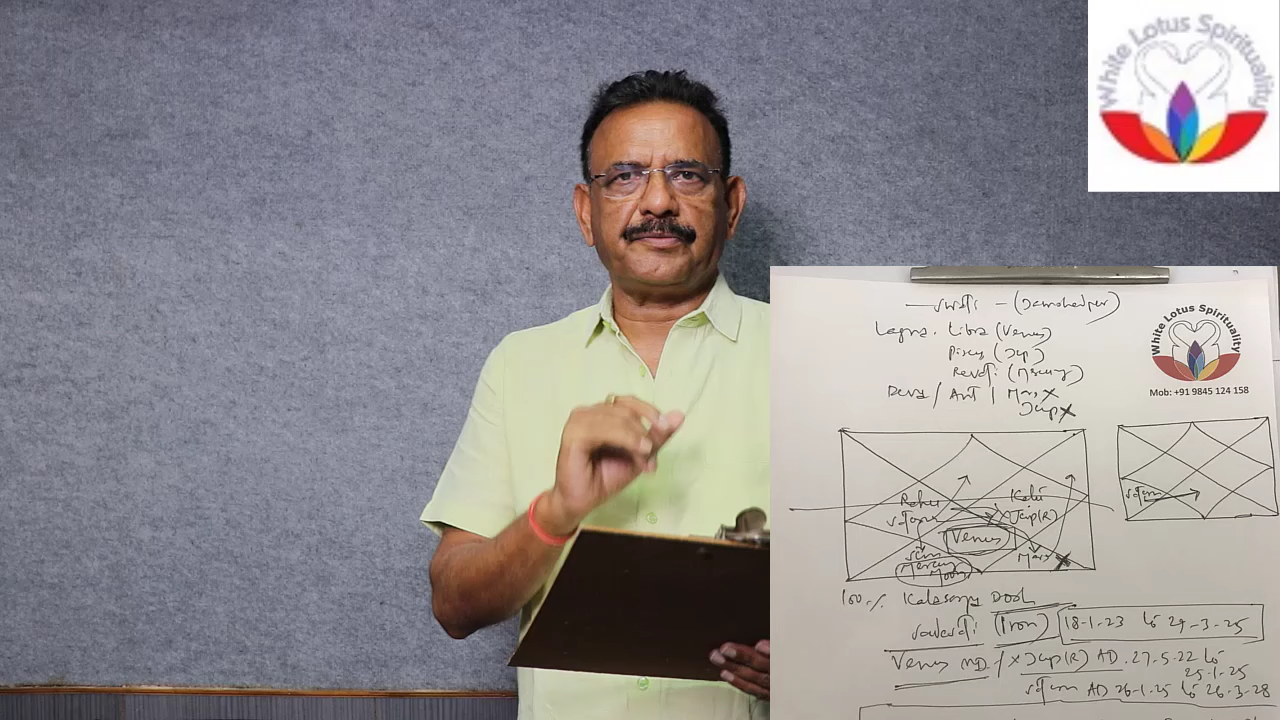 White Lotus Spirituality
(Jamshedpur)
Lagna. Libra (Venus)
Pisces (Jup)
Revati (Mercury)
Deva / Ant | Mars X
Jup X
White Lotus Spirituality
Mob: +91 9845 124 158
Rahu Ketu
Saturn Jup(R)
Venus
Sun
Mercury Mars
Moon
Saturn
100%. Kalasarp Dosh
(Iron) 18-1-23 to 29-3-25
Venus MD / X Jup(R) AD. 27-5-22 to
25-1-25
Saturn AD 26-1-25 to 26-3-28